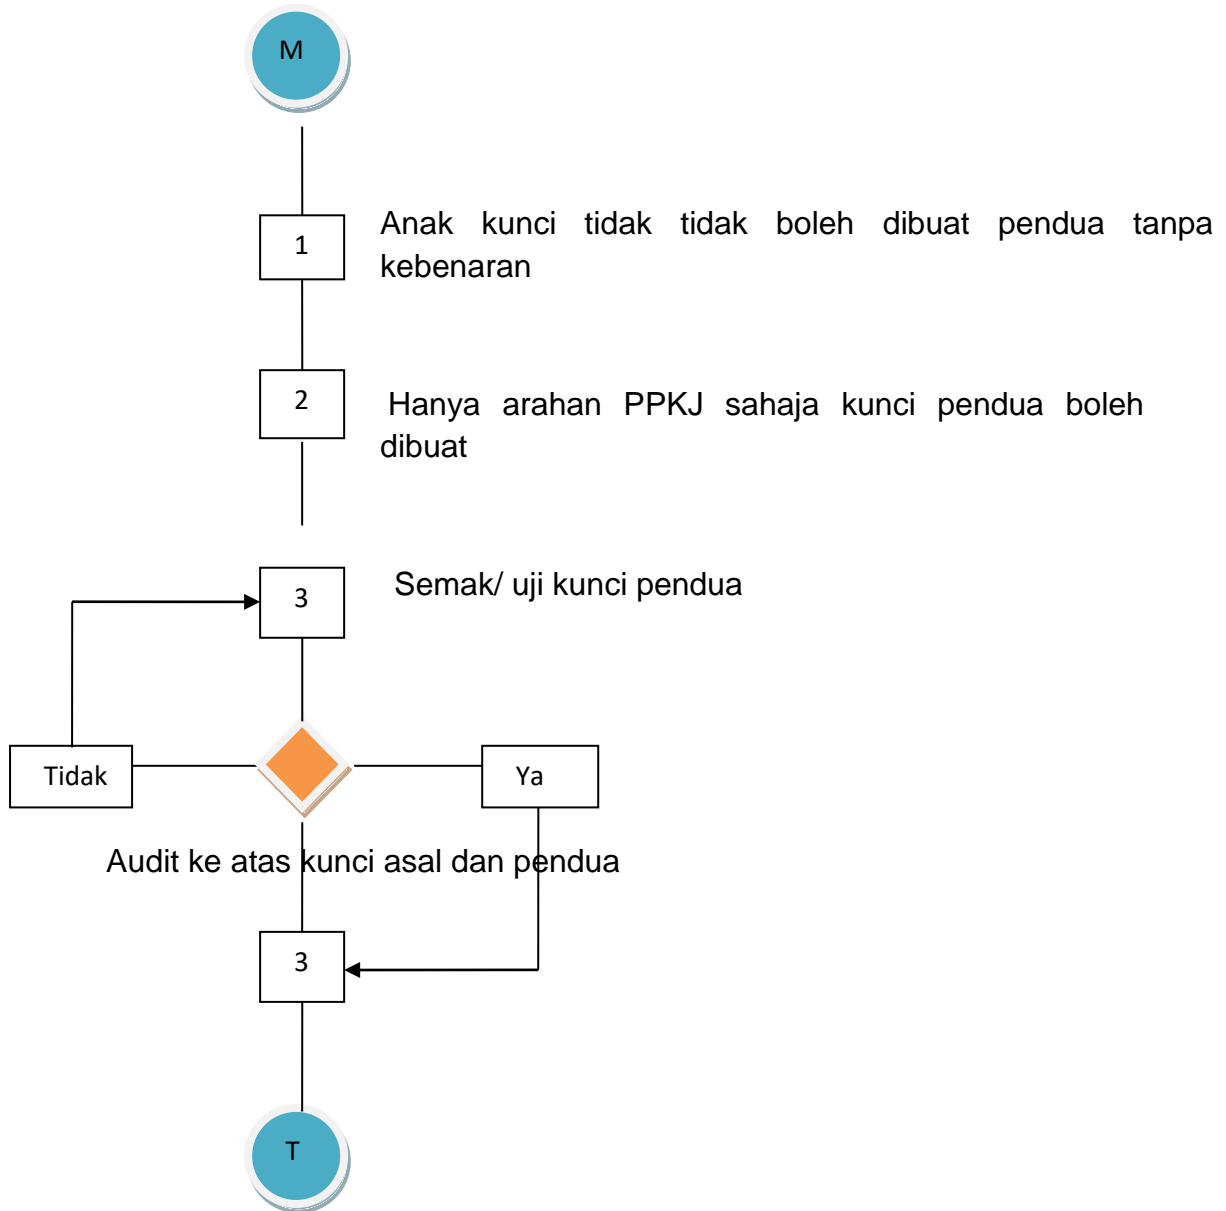 M
1
Anak kunci tidak tidak boleh dibuat pendua tanpa
kebenaran
2
Hanya arahan PPKJ sahaja kunci pendua boleh
dibuat
3
Semak/ uji kunci pendua
Tidak
Ya
Audit ke atas kunci asal dan pendua
3
T